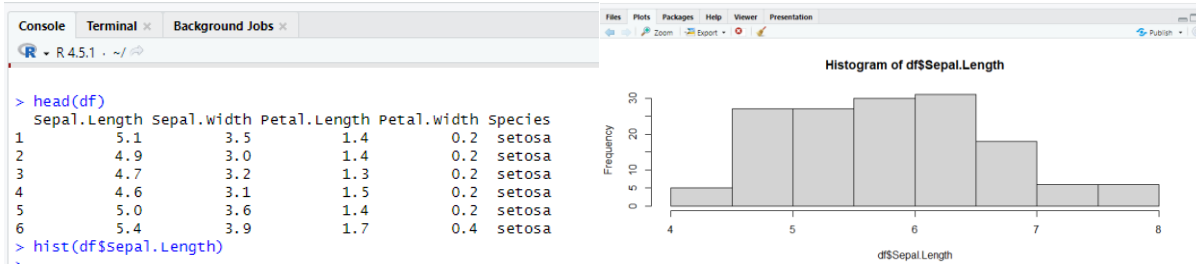 Console Terminal Background Jobs
R 4.5.1 · ~/
> head(df)
Sepal.Length Sepal.Width Petal.Length Petal.Width Species
1 5.1 3.5 1.4 0.2 setosa
2 4.9 3.0 1.4 0.2 setosa
3 4.7 3.2 1.3 0.2 setosa
4 4.6 3.1 1.5 0.2 setosa
5 5.0 3.6 1.4 0.2 setosa
6 5.4 3.9 1.7 0.4 setosa
> hist(df$Sepal.Length)
>
Files Plots Packages Help Viewer Presentation
Zoom Export Publish
Histogram of df$Sepal.Length
Frequency
30
20
10
5
0
4 5 6 7 8
df$Sepal.Length